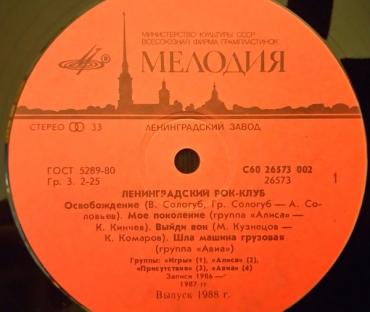 МИНИСТЕРСТВО КУЛЬТУРЫ СССР
ВСЕСОЮЗНАЯ ФИРМА ГРАМПЛАСТИНОК
МЕЛОДИЯ
СТЕРЕО 33 ЛЕНИНГРАДСКИЙ ЗАВОД
ГОСТ 5289-80 С60 26573 002
Гр. 3. 2-25 26573 1
ЛЕНИНГРАДСКИЙ РОК-КЛУБ
Освобождение (В. Сологуб, Гр. Сологуб — А. Со-
ловьев). Мое поколение (группа «Алиса» —
К. Кинчев). Выйди вон (М. Кузнецов —
К. Комаров). Шла машина грузовая
(группа «Авиа»)
Группы: «Игры» (1), «Алиса» (2),
«Присутствие» (3), «Авиа» (4)
Записи 1986—
1987 гг.
Выпуск 1988 г.